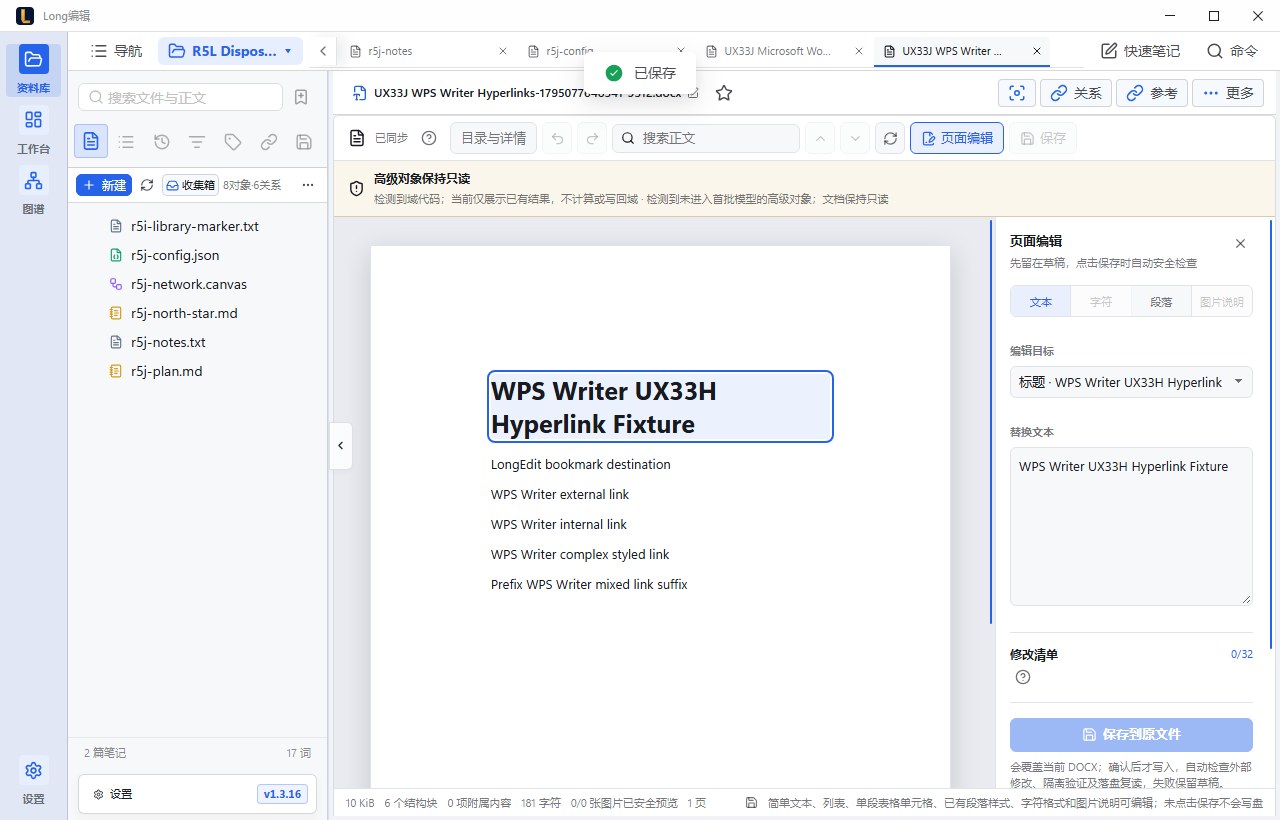 Long编辑
导航
R5L Dispos...
r5j-notes
r5j-config
UX33J Microsoft Wo...
UX33J WPS Writer ...
快速笔记
命令
已保存
资料库
工作台
图谱
设置
搜索文件与正文
新建
收集箱
8对象·6关系
r5i-library-marker.txt
r5j-config.json
r5j-network.canvas
r5j-north-star.md
r5j-notes.txt
r5j-plan.md
2 篇笔记
17 词
设置
v1.3.16
UX33J WPS Writer Hyperlinks-
关系
参考
更多
已同步
目录与详情
搜索正文
页面编辑
保存
高级对象保持只读
检测到域代码；当前仅展示已有结果，不计算或写回域 · 检测到未进入首批模型的高级对象；文档保持只读
WPS Writer UX33H
Hyperlink Fixture
LongEdit bookmark destination
WPS Writer external link
WPS Writer internal link
WPS Writer complex styled link
Prefix WPS Writer mixed link suffix
页面编辑
先留在草稿，点击保存时自动安全检查
文本
字符
段落
图片说明
编辑目标
标题 · WPS Writer UX33H Hyperlink
替换文本
WPS Writer UX33H Hyperlink Fixture
修改清单
0/32
保存到原文件
会覆盖当前 DOCX；确认后才写入，自动检查外部
修改、隔离验证及落盘复读，失败保留草稿。
10 KiB 6 个结构块 0 项附属内容 181 字符 0/0 张图片已安全预览 1 页
简单文本、列表、单段表格单元格、已有段落样式、字符格式和图片说明可编辑；未点击保存不会写盘